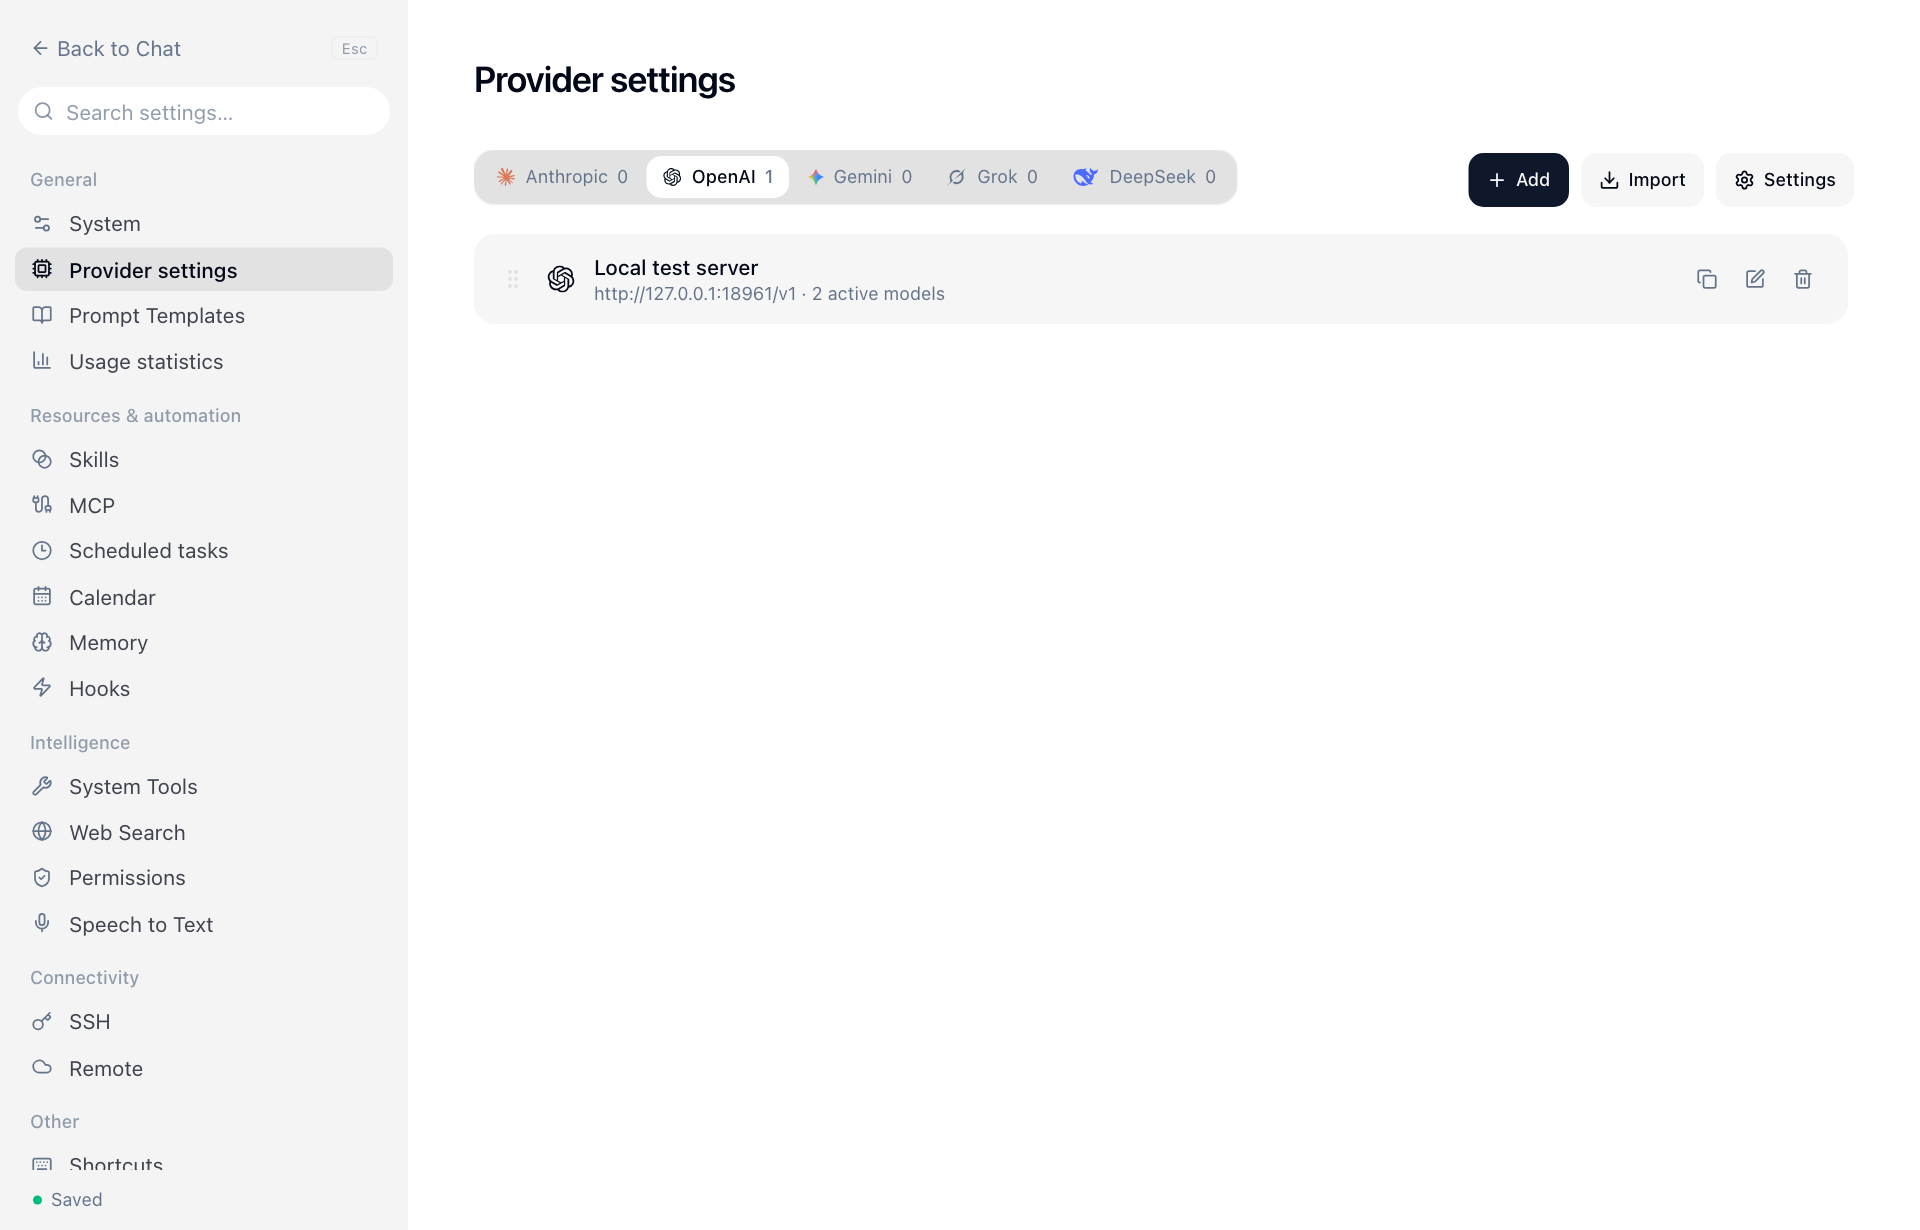 Back to Chat
Esc
Search settings...
General
System
Provider settings
Prompt Templates
Usage statistics
Resources & automation
Skills
MCP
Scheduled tasks
Calendar
Memory
Hooks
Intelligence
System Tools
Web Search
Permissions
Speech to Text
Connectivity
SSH
Remote
Other
Shortcuts
Saved
Provider settings
Anthropic 0
OpenAI 1
Gemini 0
Grok 0
DeepSeek 0
Add
Import
Settings
Local test server
http://127.0.0.1:18961/v1 · 2 active models